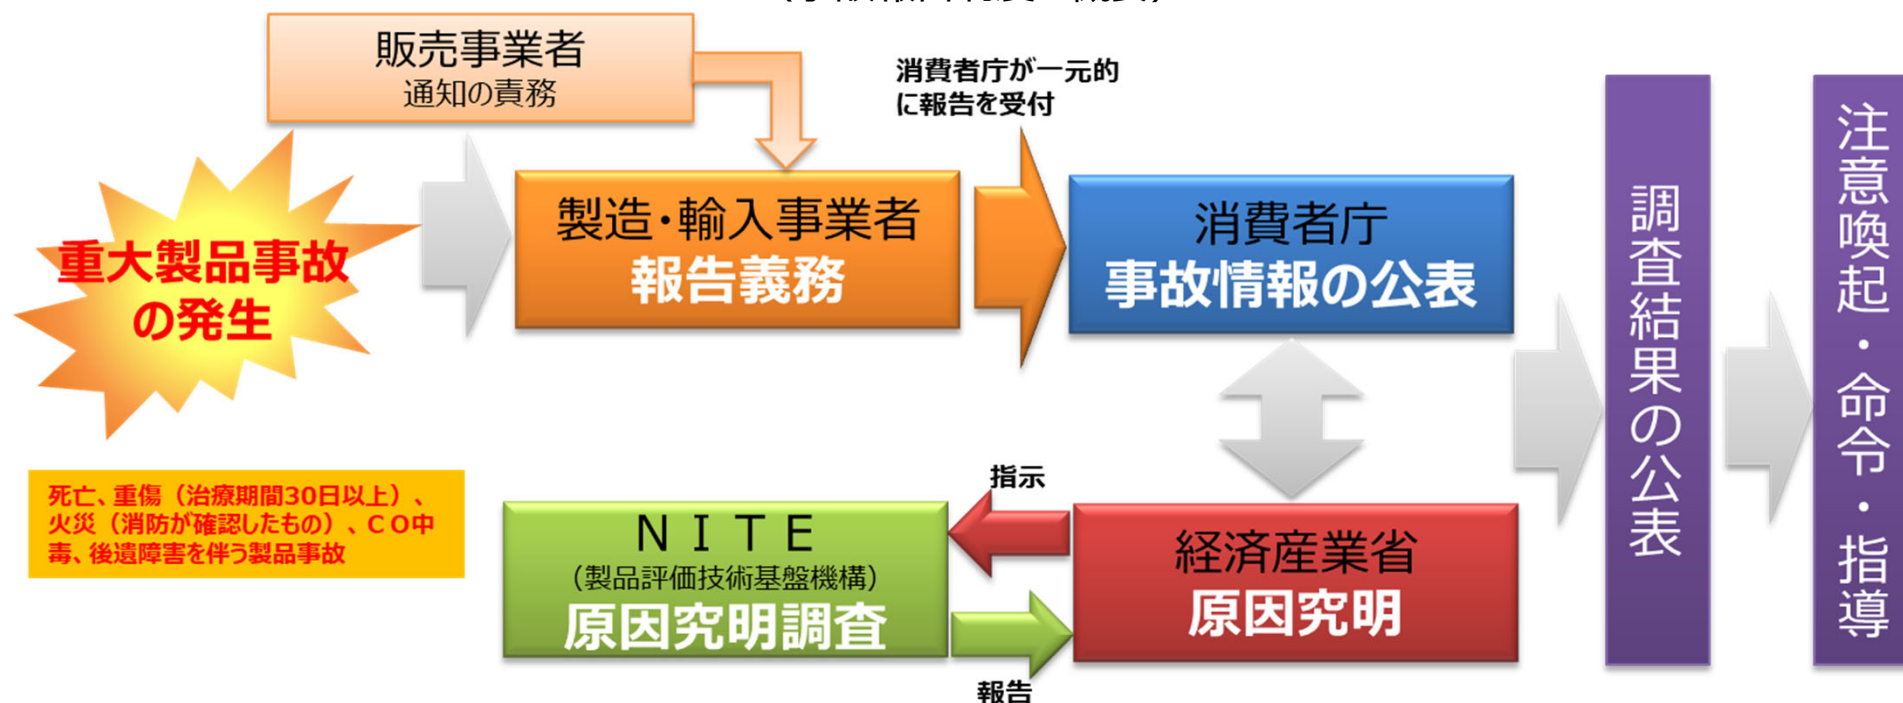 販売事業者
通知の責務
消費者庁が一元的
に報告を受付
重大製品事故
の発生
製造・輸入事業者
報告義務
消費者庁
事故情報の公表
死亡、重傷（治療期間30日以上）、
火災（消防が確認したもの）、ＣＯ中
毒、後遺障害を伴う製品事故
指示
ＮＩＴＥ
（製品評価技術基盤機構）
原因究明調査
経済産業省
原因究明
報告
調査結果の公表
注意喚起・命令・指導